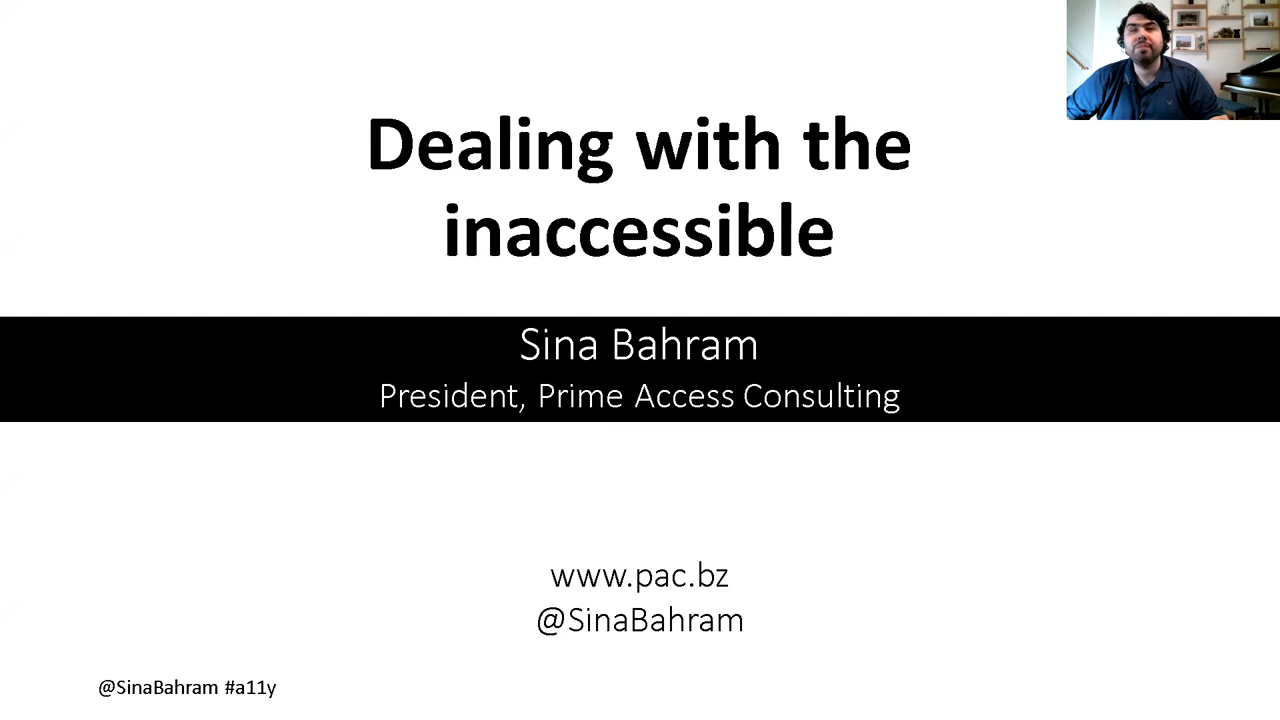 Dealing with the
inaccessible
Sina Bahram
President, Prime Access Consulting
www.pac.bz
@SinaBahram
@SinaBahram #a11y